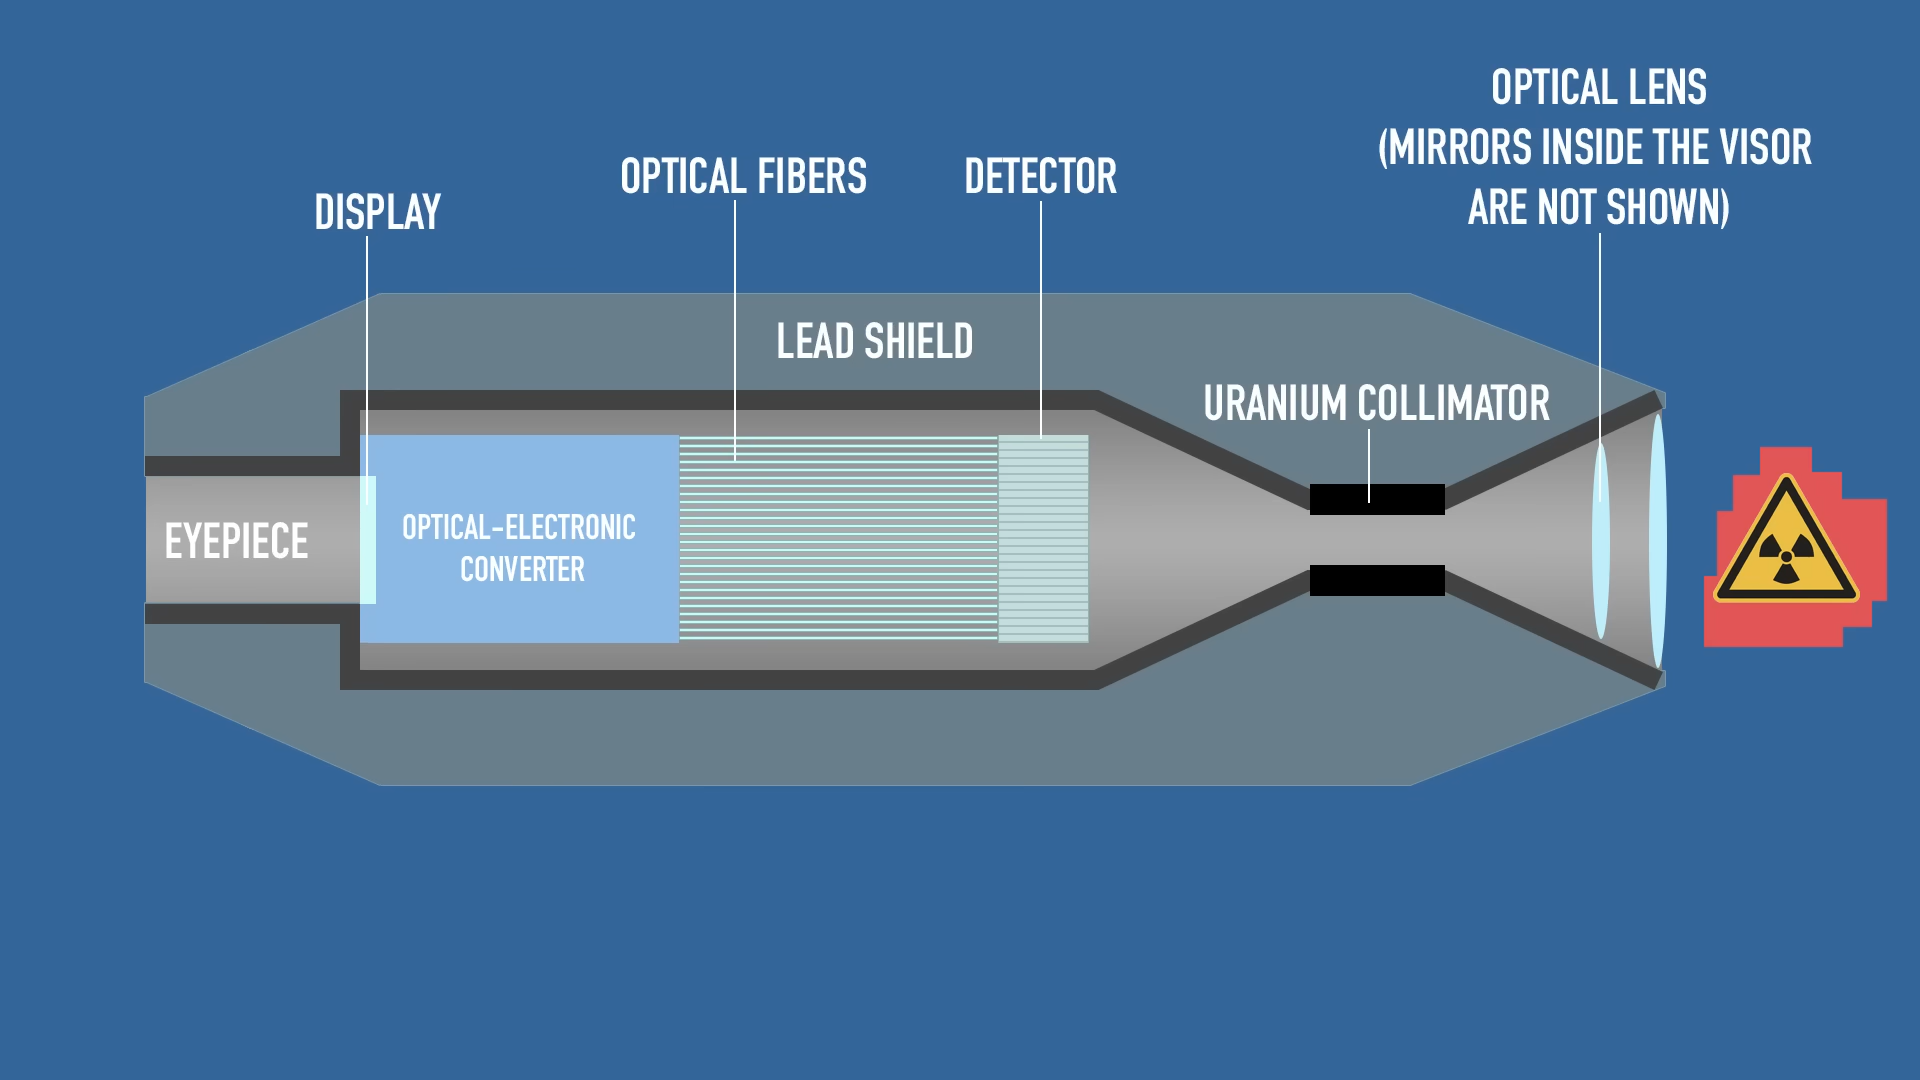 OPTICAL LENS
(MIRRORS INSIDE THE VISOR
ARE NOT SHOWN)
OPTICAL FIBERS
DETECTOR
DISPLAY
LEAD SHIELD
URANIUM COLLIMATOR
EYEPIECE
OPTICAL-ELECTRONIC
CONVERTER